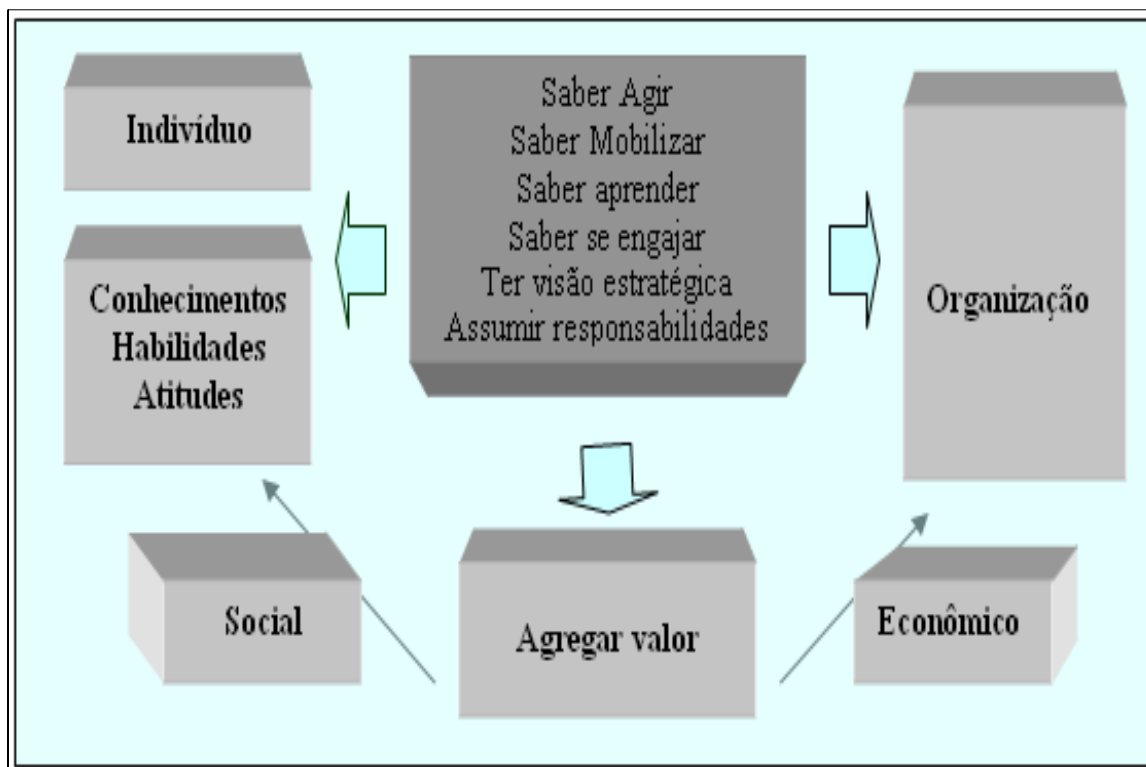 Indivíduo
Conhecimentos
Habilidades
Atitudes
Saber Agir
Saber Mobilizar
Saber aprender
Saber se engajar
Ter visão estratégica
Assumir responsabilidades
Organização
Social
Agregar valor
Econômico